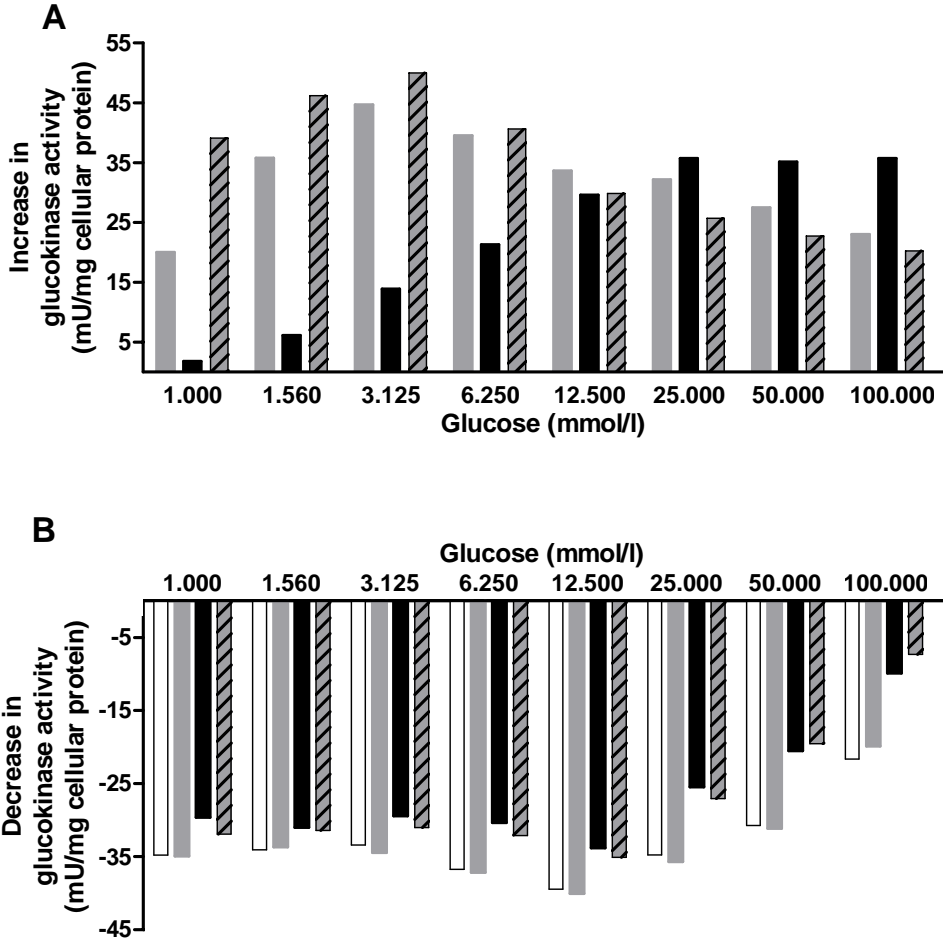 A
Increase in
glucokinase activity
(mU/mg cellular protein)
55
45
35
25
15
5
1.000 1.560 3.125 6.250 12.500 25.000 50.000 100.000
Glucose (mmol/l)
B
Glucose (mmol/l)
1.000 1.560 3.125 6.250 12.500 25.000 50.000 100.000
Decrease in
glucokinase activity
(mU/mg cellular protein)
-5
-15
-25
-35
-45